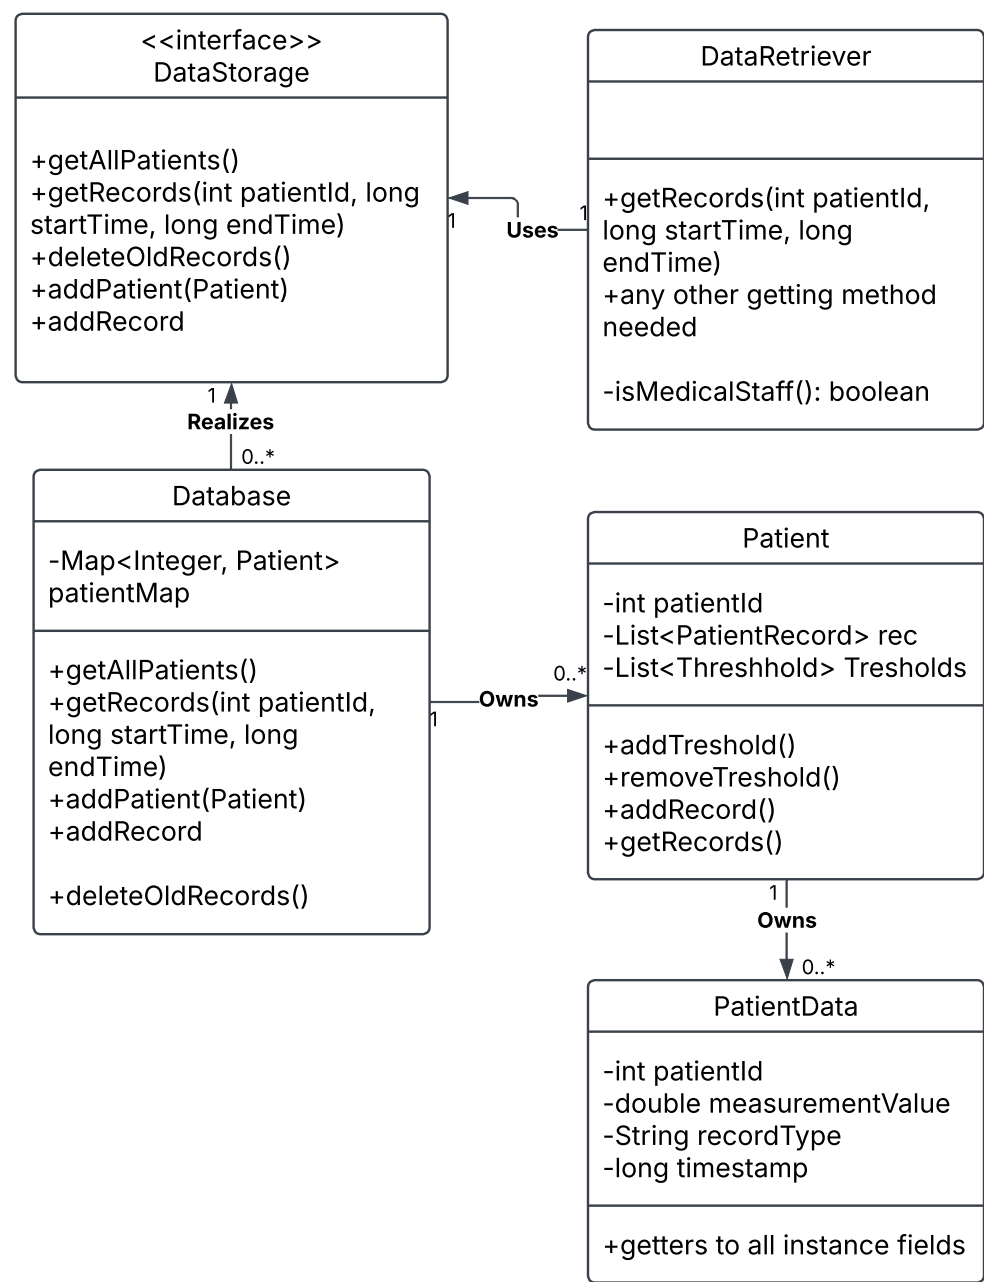 <<interface>>
DataStorage
+getAllPatients()
+getRecords(int patientId, long
startTime, long endTime)
+deleteOldRecords()
+addPatient(Patient)
+addRecord
DataRetriever
+getRecords(int patientId,
long startTime, long
endTime)
+any other getting method
needed
-isMedicalStaff(): boolean
1
Uses
1
1
Realizes
0..*
Database
-Map<Integer, Patient>
patientMap
+getAllPatients()
+getRecords(int patientId,
long startTime, long
endTime)
+addPatient(Patient)
+addRecord
+deleteOldRecords()
1
Owns
0..*
Patient
-int patientId
-List<PatientRecord> rec
-List<Threshhold> Tresholds
+addTreshold()
+removeTreshold()
+addRecord()
+getRecords()
1
Owns
0..*
PatientData
-int patientId
-double measurementValue
-String recordType
-long timestamp
+getters to all instance fields